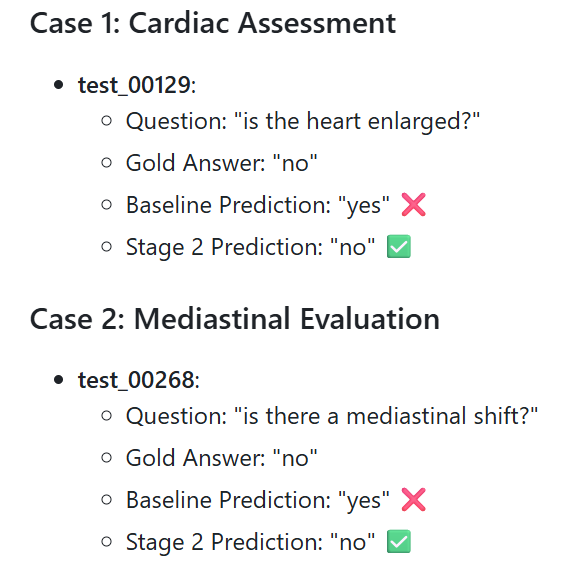 Case 1: Cardiac Assessment
• test_00129:
○ Question: "is the heart enlarged?"
○ Gold Answer: "no"
○ Baseline Prediction: "yes" ❌
○ Stage 2 Prediction: "no" ✅
Case 2: Mediastinal Evaluation
• test_00268:
○ Question: "is there a mediastinal shift?"
○ Gold Answer: "no"
○ Baseline Prediction: "yes" ❌
○ Stage 2 Prediction: "no" ✅